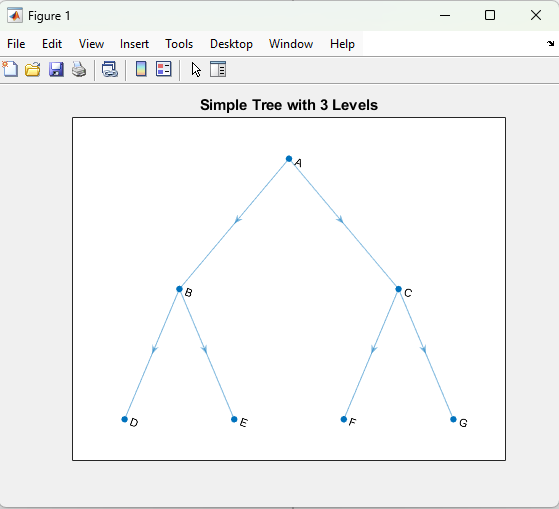 Figure 1
File Edit View Insert Tools Desktop Window Help
Simple Tree with 3 Levels
A
B C
D E F G